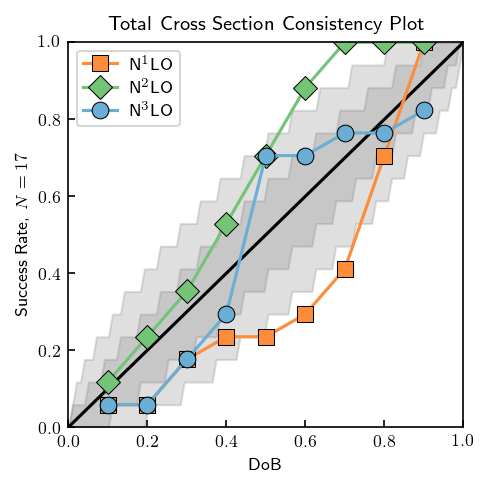 Total Cross Section Consistency Plot
N¹LO
N²LO
N³LO
Success Rate, N = 17
1.0
0.8
0.6
0.4
0.2
0.0
0.0 0.2 0.4 0.6 0.8 1.0
DoB